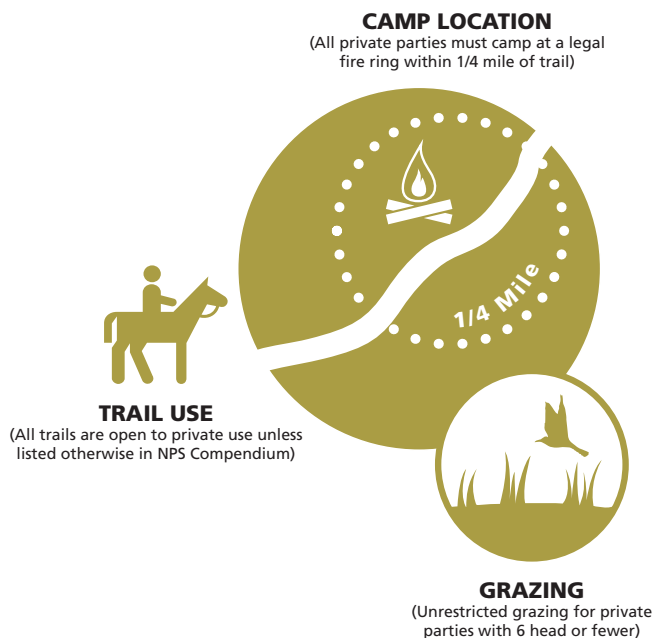 CAMP LOCATION
(All private parties must camp at a legal
fire ring within 1/4 mile of trail)
1/4 Mile
TRAIL USE
(All trails are open to private use unless
listed otherwise in NPS Compendium)
GRAZING
(Unrestricted grazing for private
parties with 6 head or fewer)